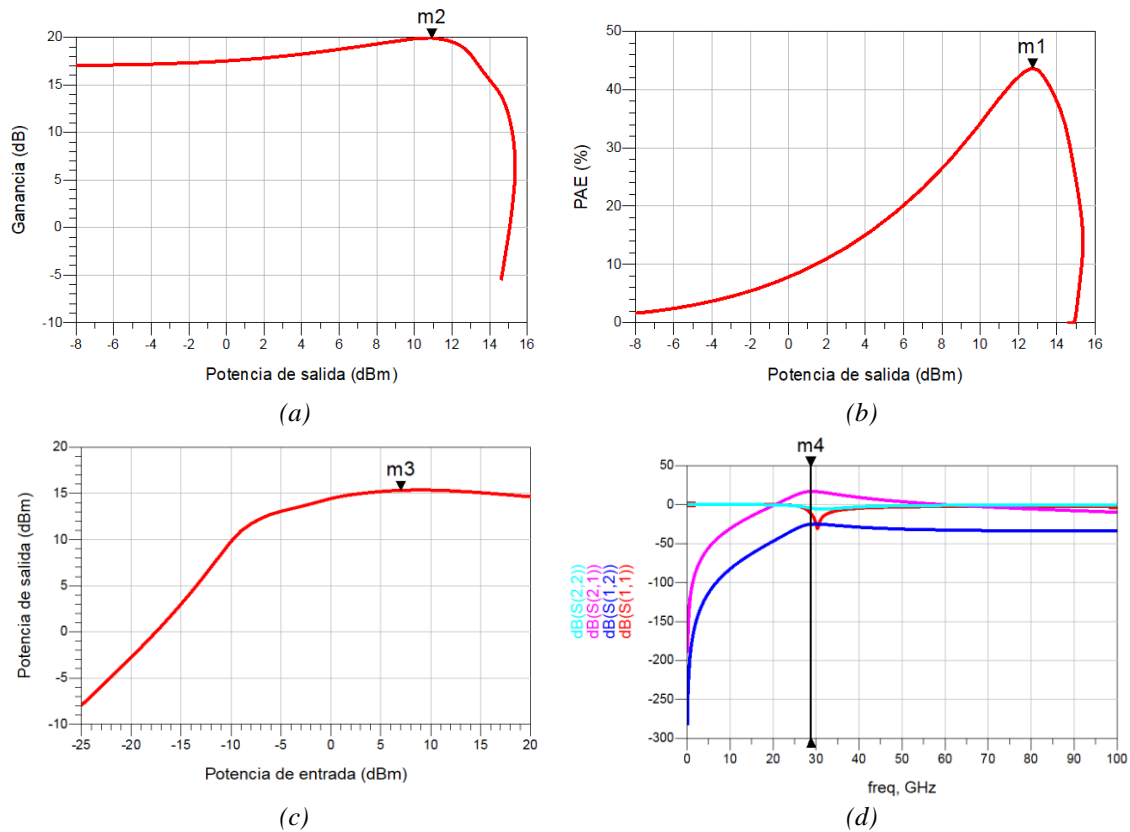 m2
20
15
10
5
0
-5
-10
Ganancia (dB)
-8 -6 -4 -2 0 2 4 6 8 10 12 14 16
Potencia de salida (dBm)
(a)
m1
50
40
30
20
10
0
PAE (%)
-8 -6 -4 -2 0 2 4 6 8 10 12 14 16
Potencia de salida (dBm)
(b)
m3
20
15
10
5
0
-5
-10
Potencia de salida (dBm)
-25 -20 -15 -10 -5 0 5 10 15 20
Potencia de entrada (dBm)
(c)
m4
50
0
-50
-100
-150
-200
-250
-300
dB(S(2,2))
dB(S(2,1))
dB(S(1,2))
dB(S(1,1))
0 10 20 30 40 50 60 70 80 90 100
freq, GHz
(d)